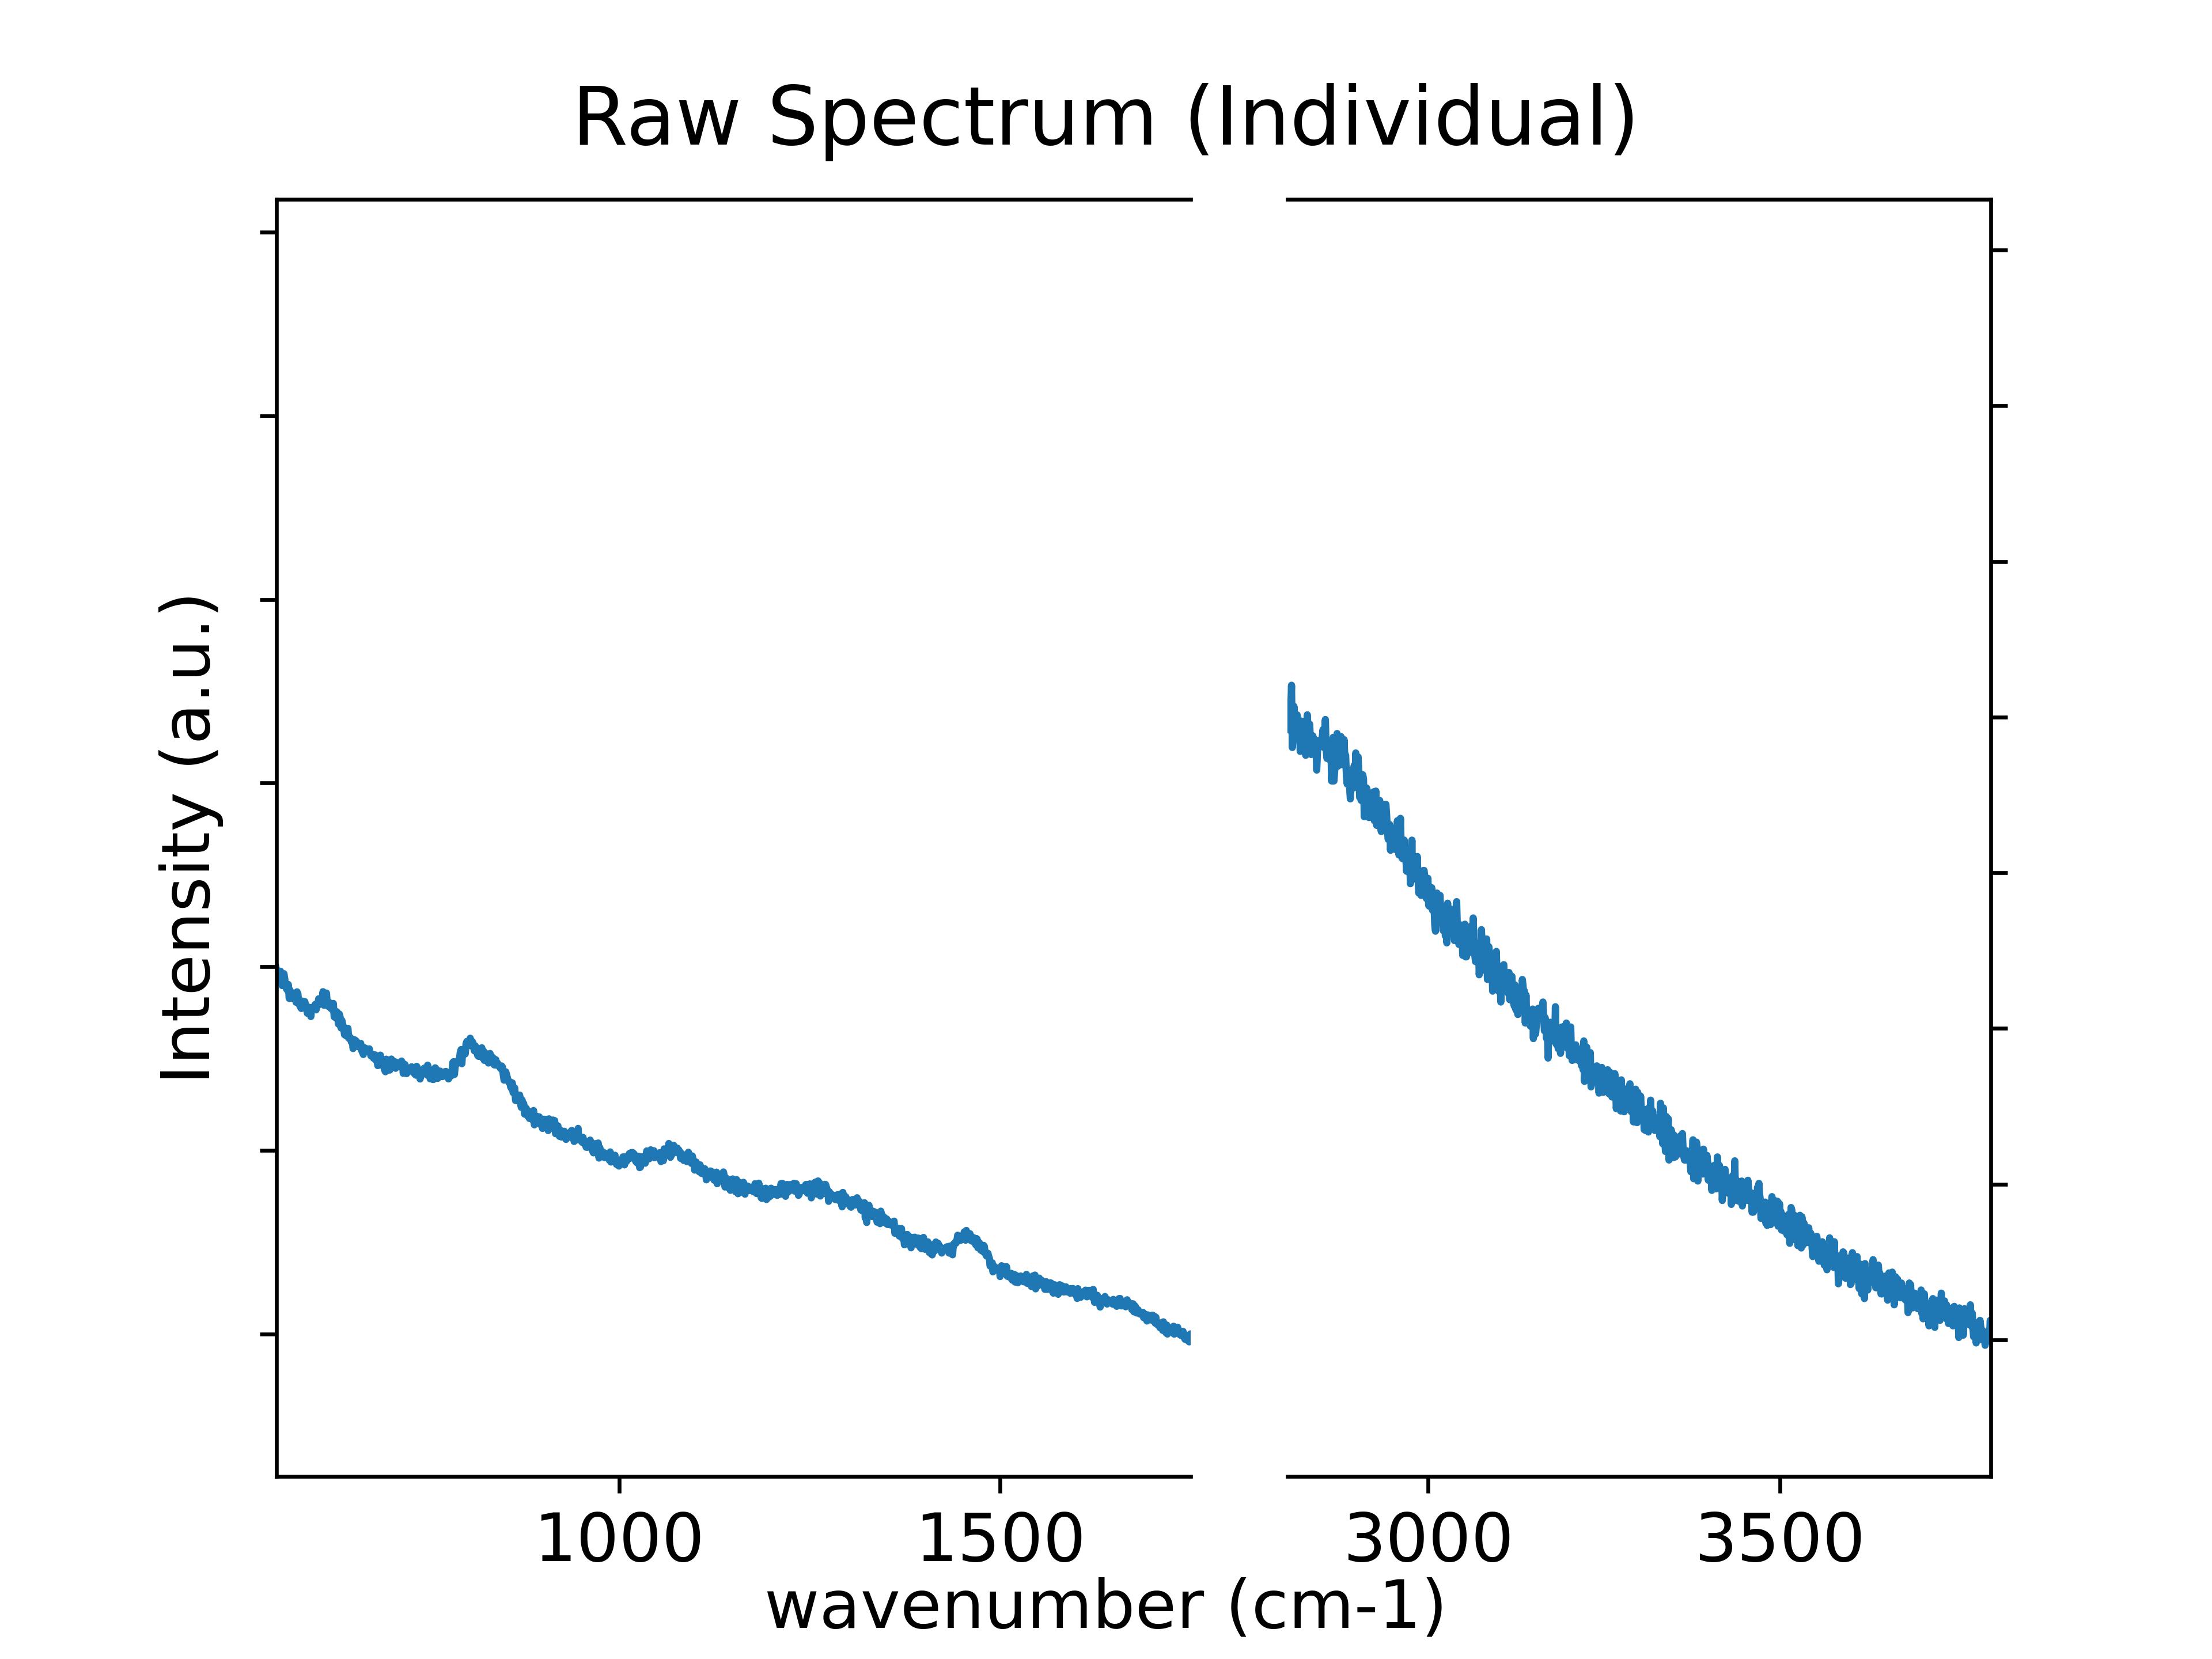 Raw Spectrum (Individual)
Intensity (a.u.)
1000 1500 3000 3500
wavenumber (cm-1)